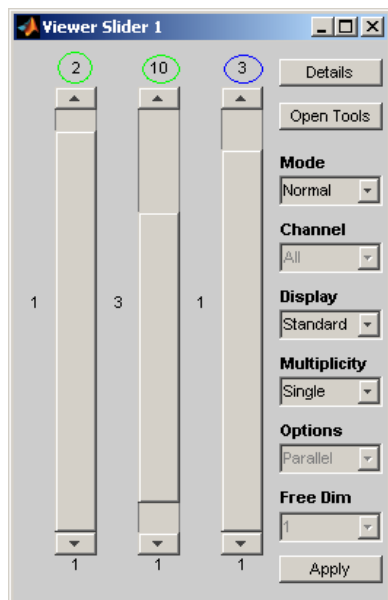 Viewer Slider 1
2 10 3
Details
Open Tools
Mode
Normal
Channel
All
Display
1 3 1
Standard
Multiplicity
Single
Options
Parallel
Free Dim
1
1 1 1
Apply